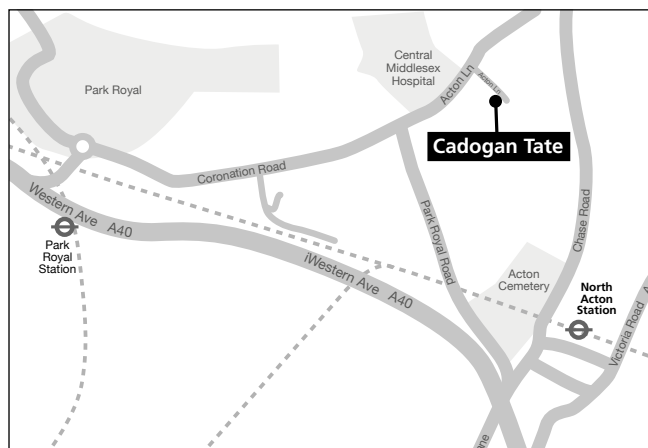 Central
Middlesex
Hospital
Acton Ln
Acton Ln
Park Royal
Cadogan Tate
Coronation Road
Western Ave A40
Park
Royal
Station
Park Royal Road
Chase Road
iWestern Ave A40
Acton
Cemetery
North
Acton
Station
Victoria Road